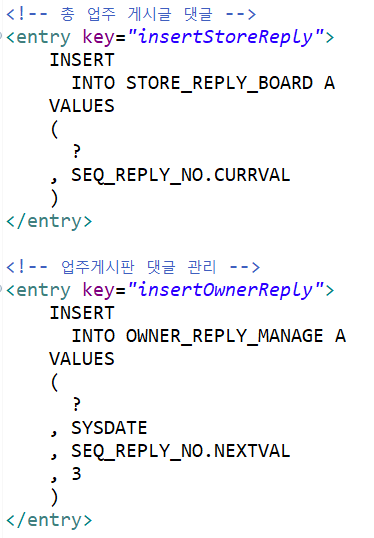 <!-- 총 업주 게시글 댓글 -->
<entry key="insertStoreReply">
INSERT
INTO STORE_REPLY_BOARD A
VALUES
(
?
, SEQ_REPLY_NO.CURRVAL
)
</entry>
<!-- 업주게시판 댓글 관리 -->
<entry key="insertOwnerReply">
INSERT
INTO OWNER_REPLY_MANAGE A
VALUES
(
?
, SYSDATE
, SEQ_REPLY_NO.NEXTVAL
, 3
)
</entry>